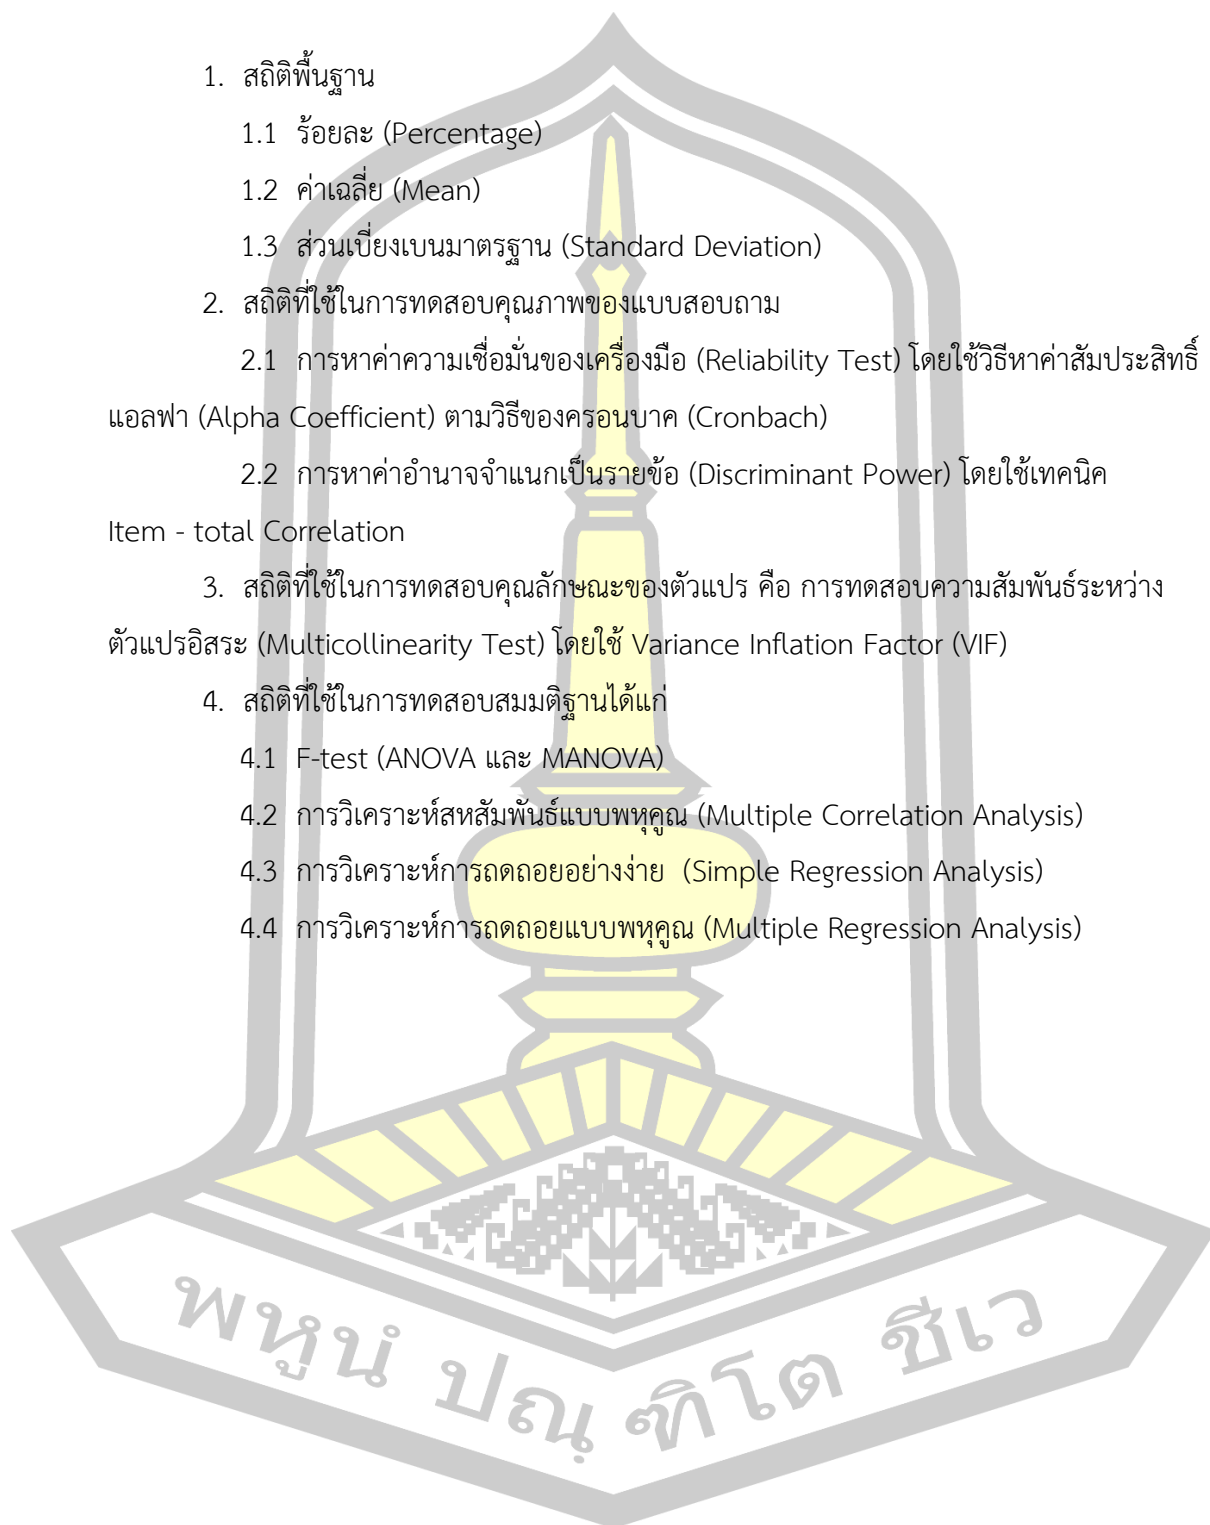 1. สถิติพื้นฐาน
1.1 ร้อยละ (Percentage)
1.2 ค่าเฉลี่ย (Mean)
1.3 ส่วนเบี่ยงเบนมาตรฐาน (Standard Deviation)
2. สถิติที่ใช้ในการทดสอบคุณภาพของแบบสอบถาม
2.1 การหาค่าความเชื่อมั่นของเครื่องมือ (Reliability Test) โดยใช้วิธีหาค่าสัมประสิทธิ์
แอลฟา (Alpha Coefficient) ตามวิธีของครอนบาค (Cronbach)
2.2 การหาค่าอำนาจจำแนกเป็นรายข้อ (Discriminant Power) โดยใช้เทคนิค
Item - total Correlation
3. สถิติที่ใช้ในการทดสอบคุณลักษณะของตัวแปร คือ การทดสอบความสัมพันธ์ระหว่าง
ตัวแปรอิสระ (Multicollinearity Test) โดยใช้ Variance Inflation Factor (VIF)
4. สถิติที่ใช้ในการทดสอบสมมติฐานได้แก่
4.1 F-test (ANOVA และ MANOVA)
4.2 การวิเคราะห์สหสัมพันธ์แบบพหุคูณ (Multiple Correlation Analysis)
4.3 การวิเคราะห์การถดถอยอย่างง่าย (Simple Regression Analysis)
4.4 การวิเคราะห์การถดถอยแบบพหุคูณ (Multiple Regression Analysis)
พหูนํ ปณฺฑิโต ชีเว